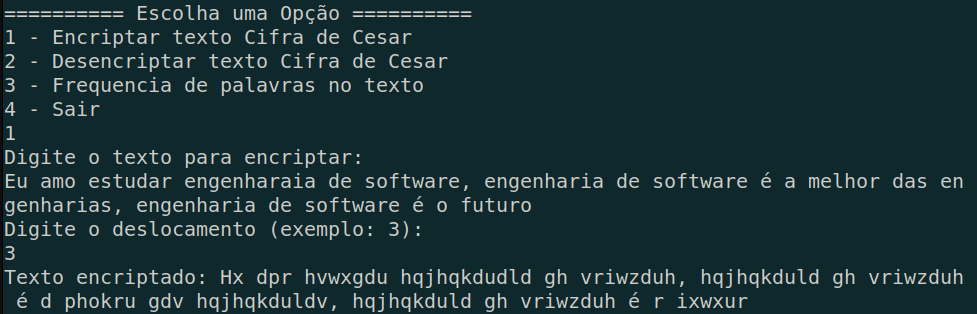 ========== Escolha uma Opção ==========
1 - Encriptar texto Cifra de Cesar
2 - Desencriptar texto Cifra de Cesar
3 - Frequencia de palavras no texto
4 - Sair
1
Digite o texto para encriptar:
Eu amo estudar engenharaia de software, engenharia de software é a melhor das en
genharias, engenharia de software é o futuro
Digite o deslocamento (exemplo: 3):
3
Texto encriptado: Hx dpr hvwxgdu hqjhqkdudld gh vriwzduh, hqjhqkduld gh vriwzduh
 é d phokru gdv hqjhqkduldv, hqjhqkduld gh vriwzduh é r ixwxur